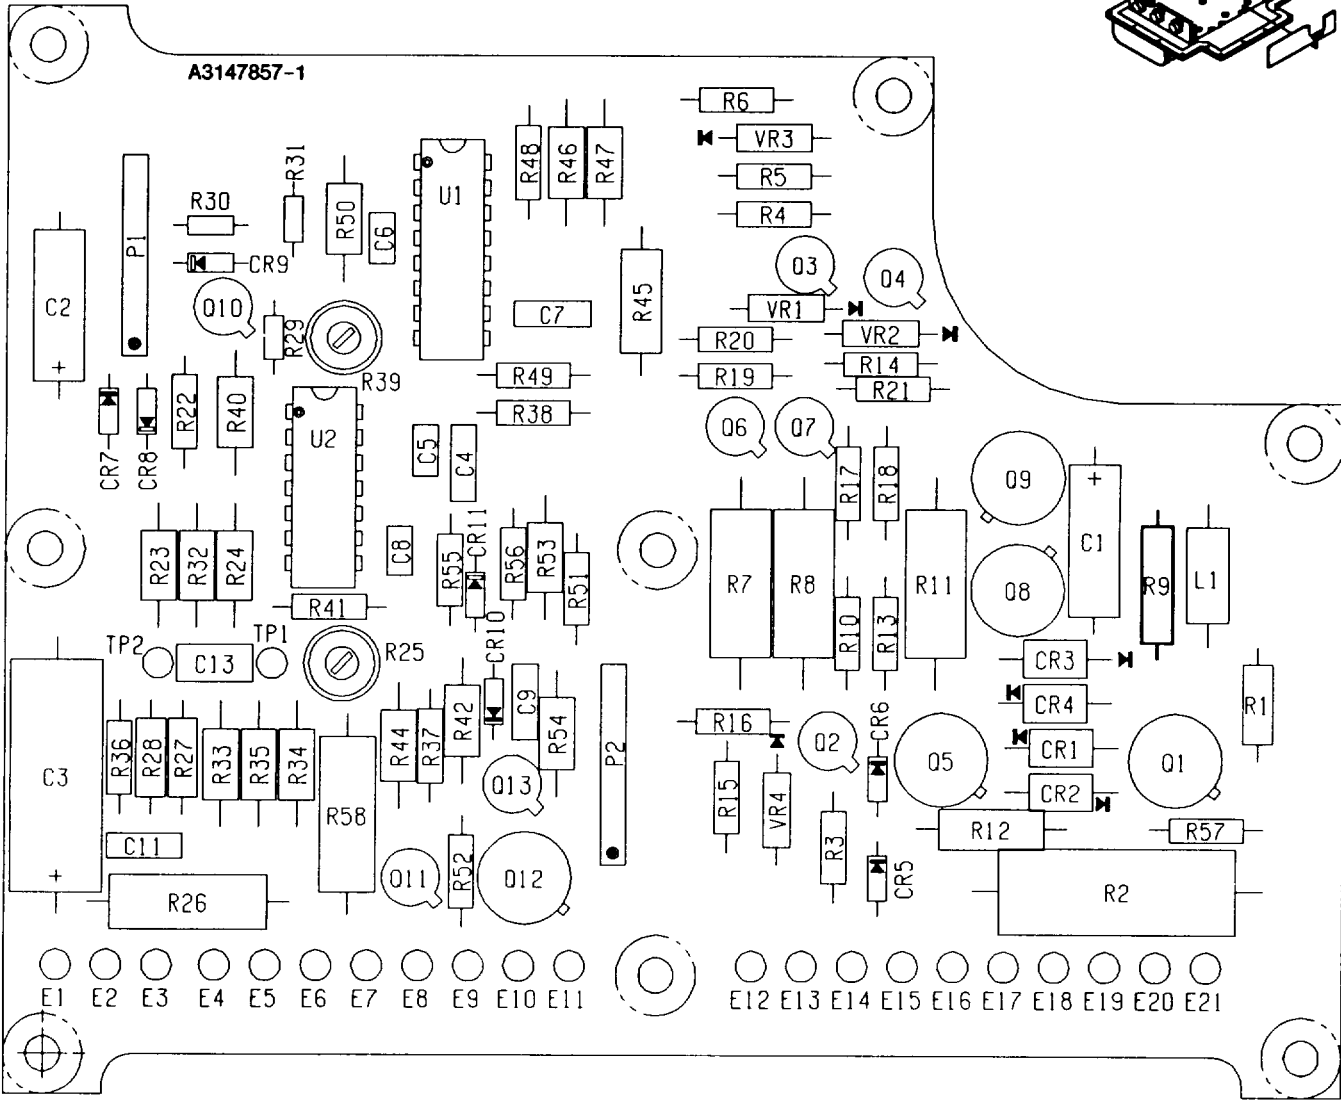 A3147857-1
R6
VR3
R5
R4
R31
R48
R46
R47
U1
R30
R50
C6
P1
CR9
Q10
C2
R29
C7
R45
Q3
Q4
VR1
VR2
R20
R14
R19
R21
R39
R49
R38
R22
R40
CR7
CR8
U2
C5
C4
Q6
Q7
R17
R18
Q9
+
C1
R23
R32
R24
C8
R55
CR11
R56
R53
R51
R7
R8
R11
Q8
R9
L1
R41
R10
R13
TP2
TP1
C13
R25
CR10
CR3
CR4
R1
R36
R28
R27
R33
R35
R34
R44
R37
R42
C9
R54
R16
Q2
CR6
Q5
CR1
Q1
CR2
C3
+
P2
Q13
R15
VR4
R58
R3
R12
R57
C11
Q11
R52
Q12
CR5
R2
R26
E1 E2 E3 E4 E5 E6 E7 E8 E9 E10 E11 E12 E13 E14 E15 E16 E17 E18 E19 E20 E21
+